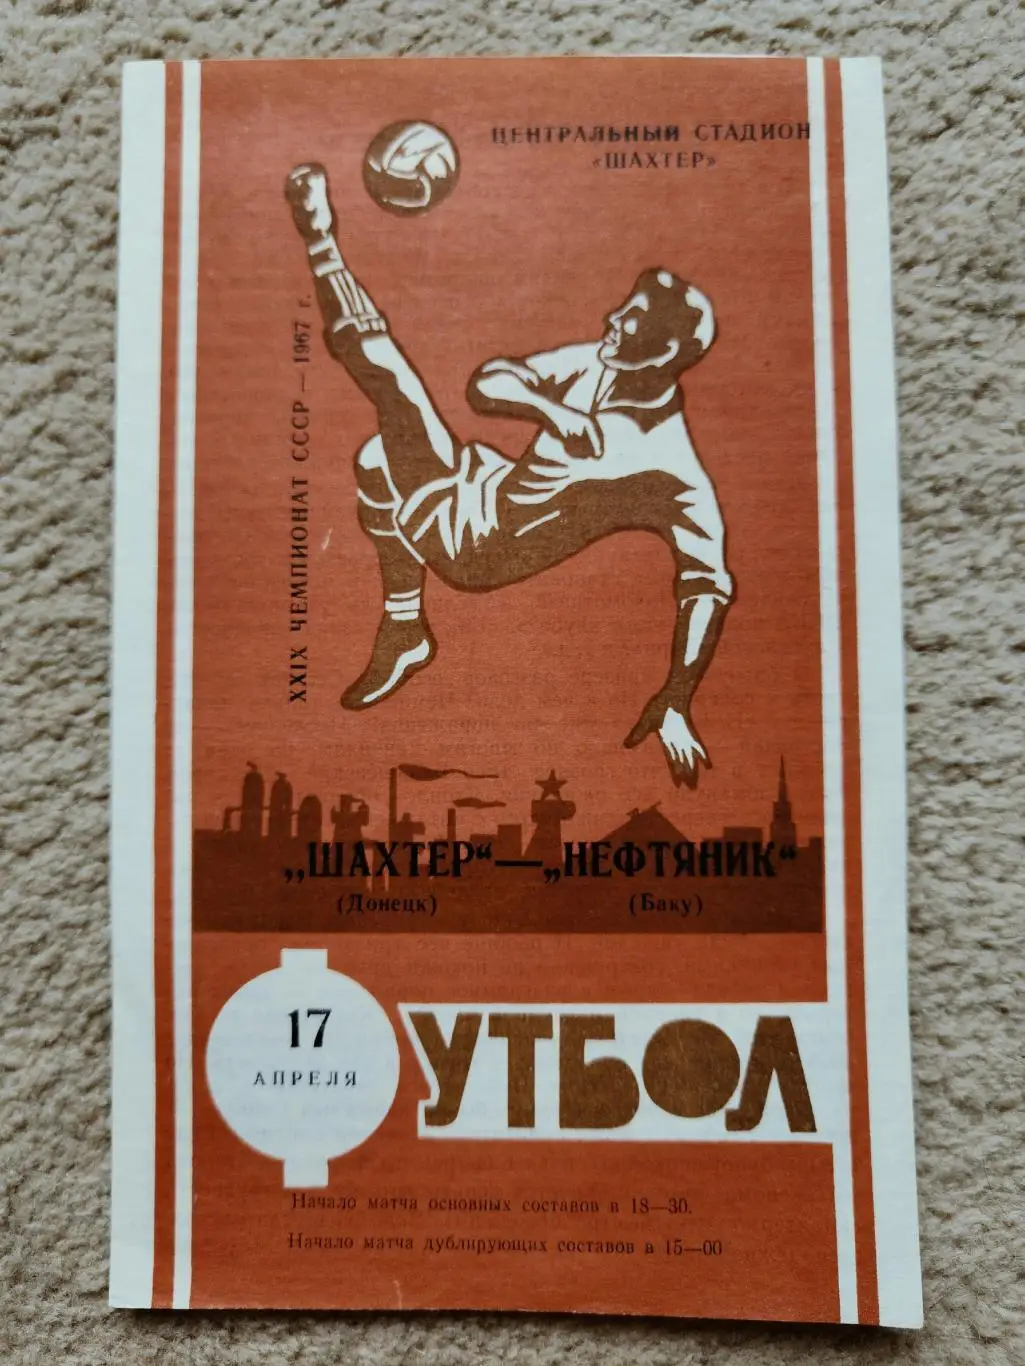 ЦЕНТРАЛЬНЫЙ СТАДИОН
«ШАХТЕР»
XXIX ЧЕМПИОНАТ СССР — 1967 г.
„ШАХТЕР“ — „НЕФТЯНИК“
(Донецк) (Баку)
17
АПРЕЛЯ
ФУТБОЛ
Начало матча основных составов в 18—30.
Начало матча дублирующих составов в 15—00